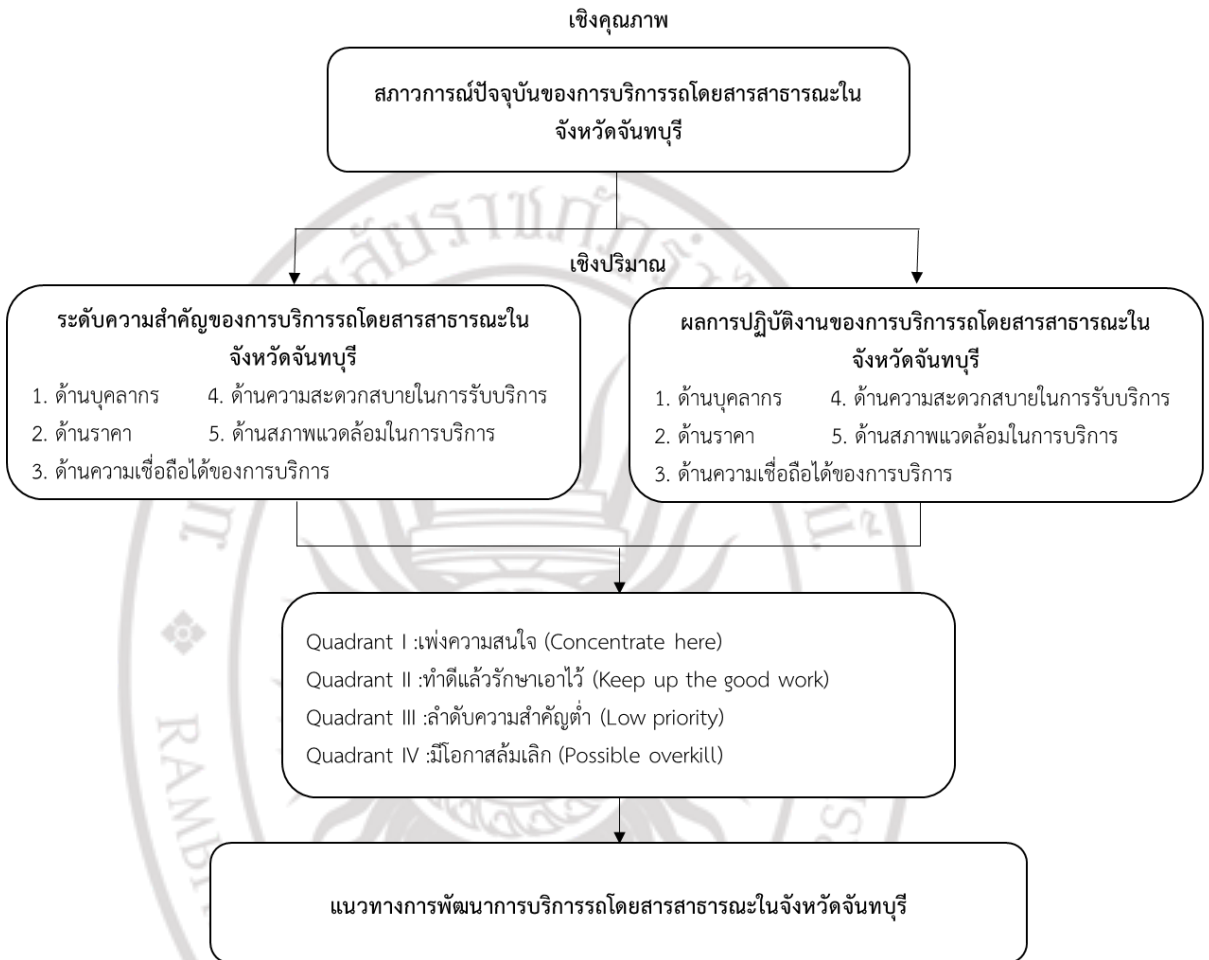 เชิงคุณภาพ
สภาวการณ์ปัจจุบันของการบริการรถโดยสารสาธารณะใน
จังหวัดจันทบุรี
เชิงปริมาณ
ระดับความสำคัญของการบริการรถโดยสารสาธารณะใน
จังหวัดจันทบุรี
1. ด้านบุคลากร 4. ด้านความสะดวกสบายในการรับบริการ
2. ด้านราคา 5. ด้านสภาพแวดล้อมในการบริการ
3. ด้านความเชื่อถือได้ของการบริการ
ผลการปฏิบัติงานของการบริการรถโดยสารสาธารณะใน
จังหวัดจันทบุรี
1. ด้านบุคลากร 4. ด้านความสะดวกสบายในการรับบริการ
2. ด้านราคา 5. ด้านสภาพแวดล้อมในการบริการ
3. ด้านความเชื่อถือได้ของการบริการ
Quadrant I :เพ่งความสนใจ (Concentrate here)
Quadrant II :ทำดีแล้วรักษาเอาไว้ (Keep up the good work)
Quadrant III :ลำดับความสำคัญต่ำ (Low priority)
Quadrant IV :มีโอกาสล้มเลิก (Possible overkill)
แนวทางการพัฒนาการบริการรถโดยสารสาธารณะในจังหวัดจันทบุรี